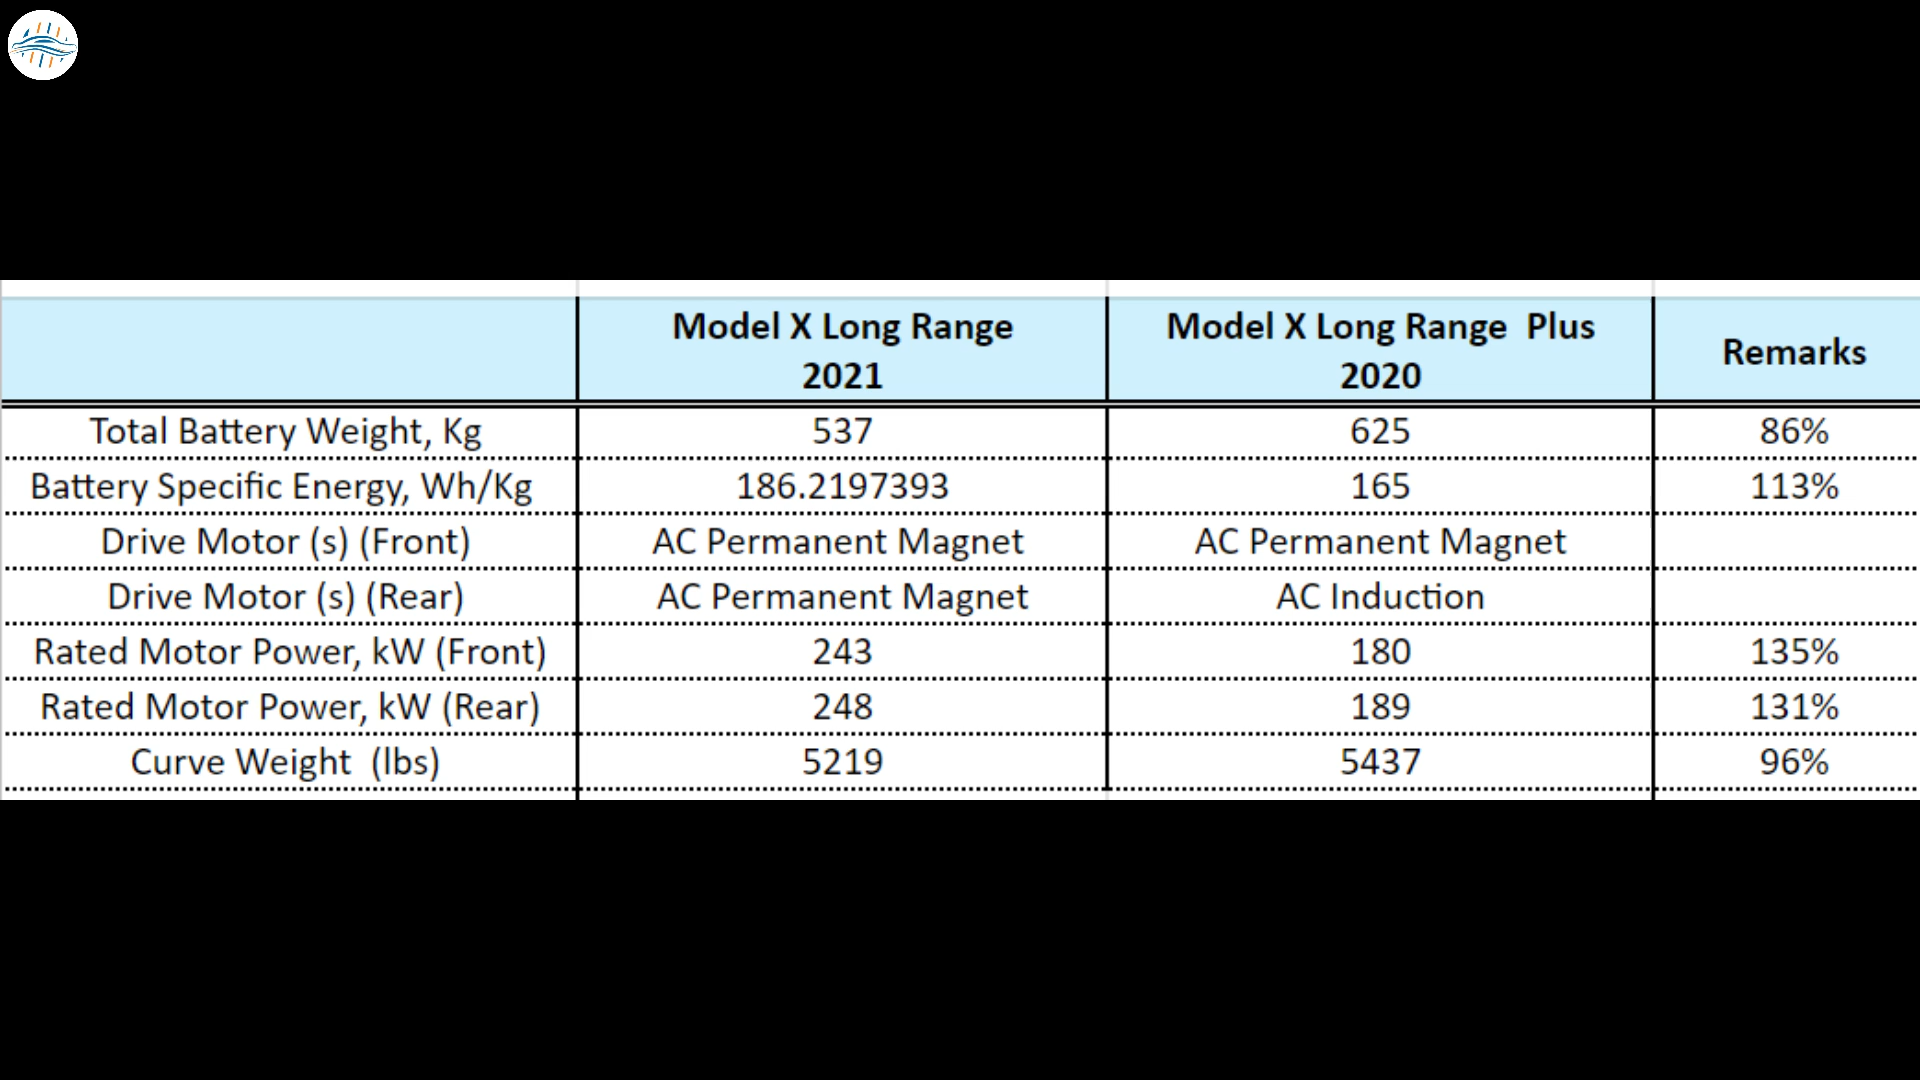 Model X Long Range 2021 Model X Long Range Plus 2020 Remarks
Total Battery Weight, Kg 537 625 86%
Battery Specific Energy, Wh/Kg 186.2197393 165 113%
Drive Motor (s) (Front) AC Permanent Magnet AC Permanent Magnet
Drive Motor (s) (Rear) AC Permanent Magnet AC Induction
Rated Motor Power, kW (Front) 243 180 135%
Rated Motor Power, kW (Rear) 248 189 131%
Curve Weight (lbs) 5219 5437 96%